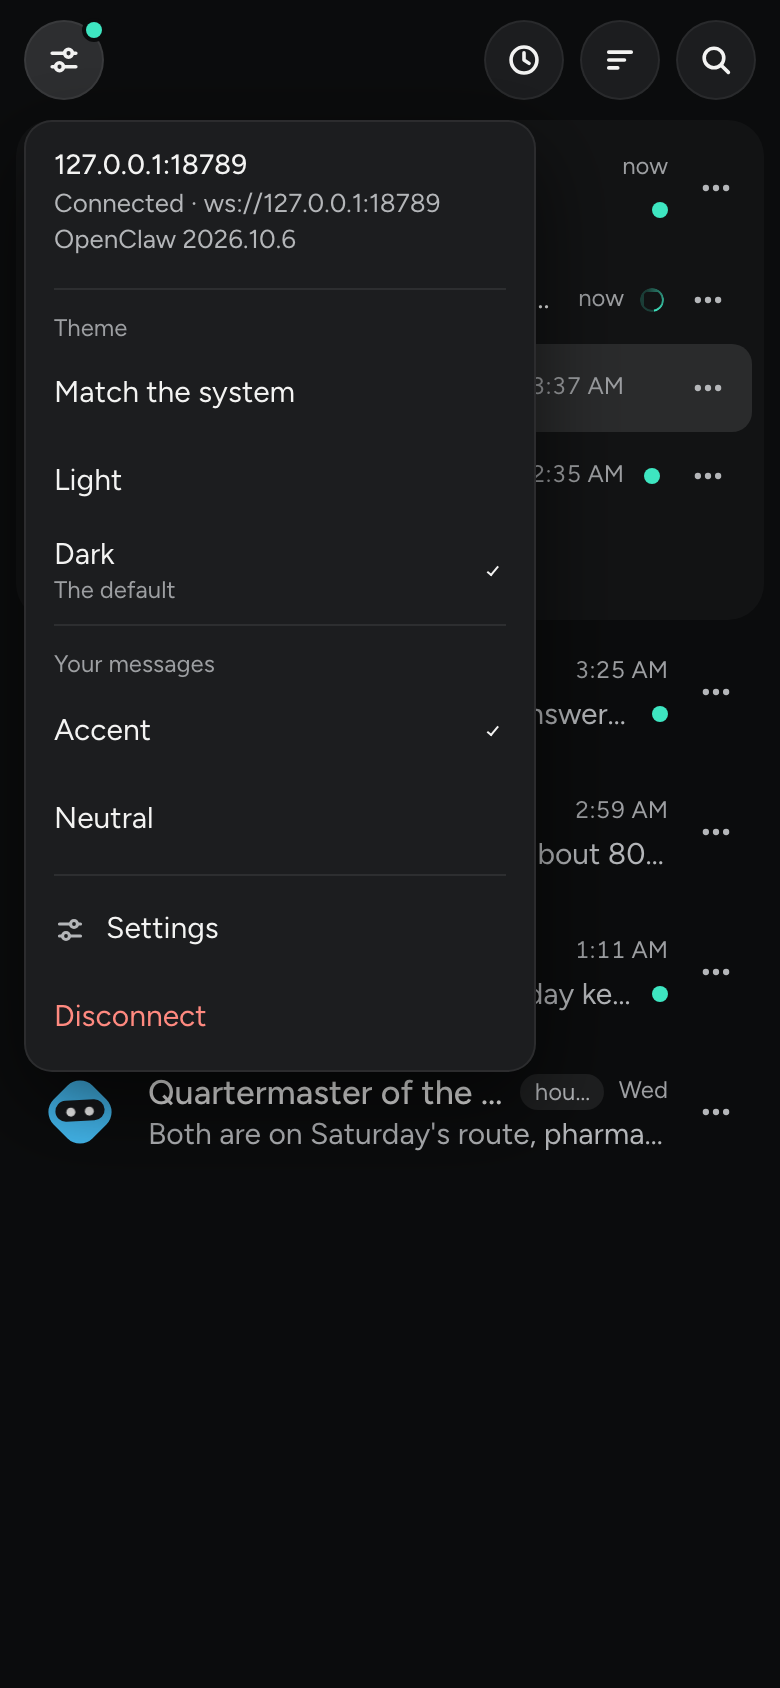 127.0.0.1:18789
Connected · ws://127.0.0.1:18789
OpenClaw 2026.10.6
now
.. now
Theme
Match the system
3:37 AM
Light
2:35 AM
Dark
The default
Your messages
3:25 AM
Accent
nswer...
Neutral
2:59 AM
bout 80...
Settings
1:11 AM
day ke...
Disconnect
Quartermaster of the ... hou... Wed
Both are on Saturday's route, pharma...